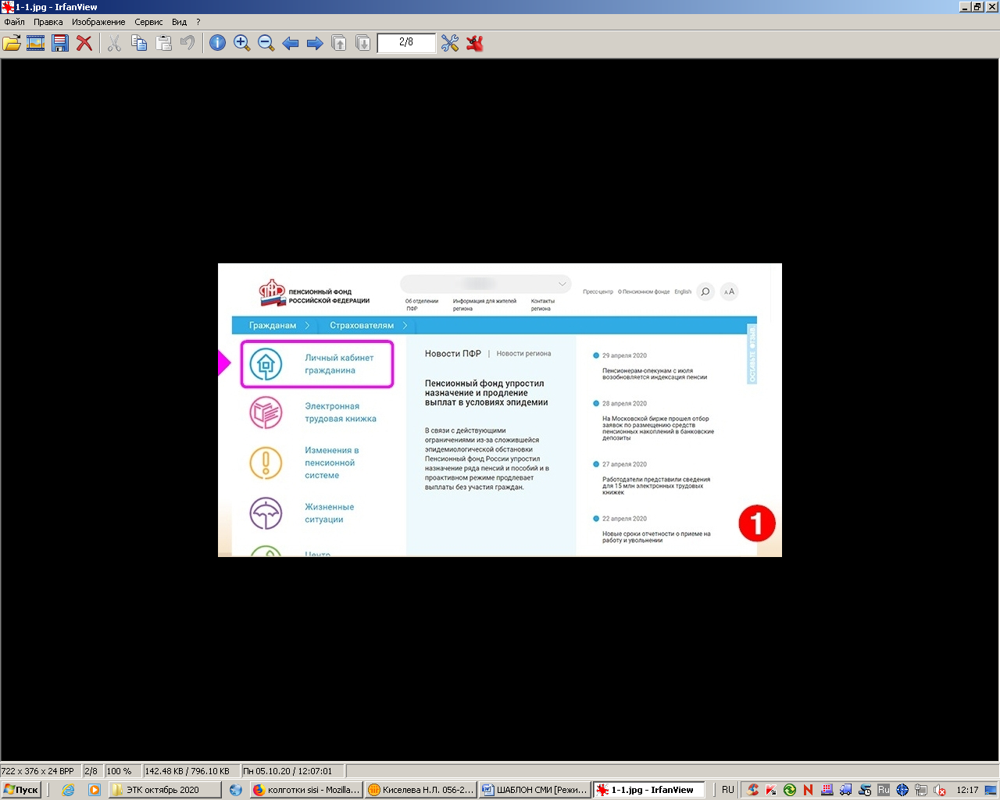 1-1.jpg - IrfanView
Файл Правка Изображение Сервис Вид ?
2/8
ПЕНСИОННЫЙ ФОНД
РОССИЙСКОЙ ФЕДЕРАЦИИ
Об отделении
ПФР
Информация для жителей
региона
Контакты
региона
Пресс-центр О Пенсионном фонде English
А А
Гражданам Страхователям
ОСТАВЬТЕ ОТЗЫВ
Личный кабинет
гражданина
Электронная
трудовая книжка
Изменения в
пенсионной
системе
Жизненные
ситуации
Центр
Новости ПФР | Новости региона
Пенсионный фонд упростил
назначение и продление
выплат в условиях эпидемии
В связи с действующими
ограничениями из-за сложившейся
эпидемиологической обстановки
Пенсионный фонд России упростил
назначение ряда пенсий и пособий и в
проактивном режиме продлевает
выплаты без участия граждан.
29 апреля 2020
Пенсионерам-опекунам с июля
возобновляется индексация пенсии
28 апреля 2020
На Московской бирже прошел отбор
заявок по размещению средств
пенсионных накоплений в банковские
депозиты
27 апреля 2020
Работодатели представили сведения
для 15 млн электронных трудовых
книжек
22 апреля 2020
Новые сроки отчетности о приеме на
работу и увольнении
1
722 x 376 x 24 BPP 2/8 100 % 142.48 KB / 796.10 KB Пн 05.10.20 / 12:07:01
Пуск ЭТК октябрь 2020 колготки sisi - Mozilla... Киселева Н.Л. 056-2... ШАБЛОН СМИ [Режи... 1-1.jpg - IrfanView RU Ru 12:17